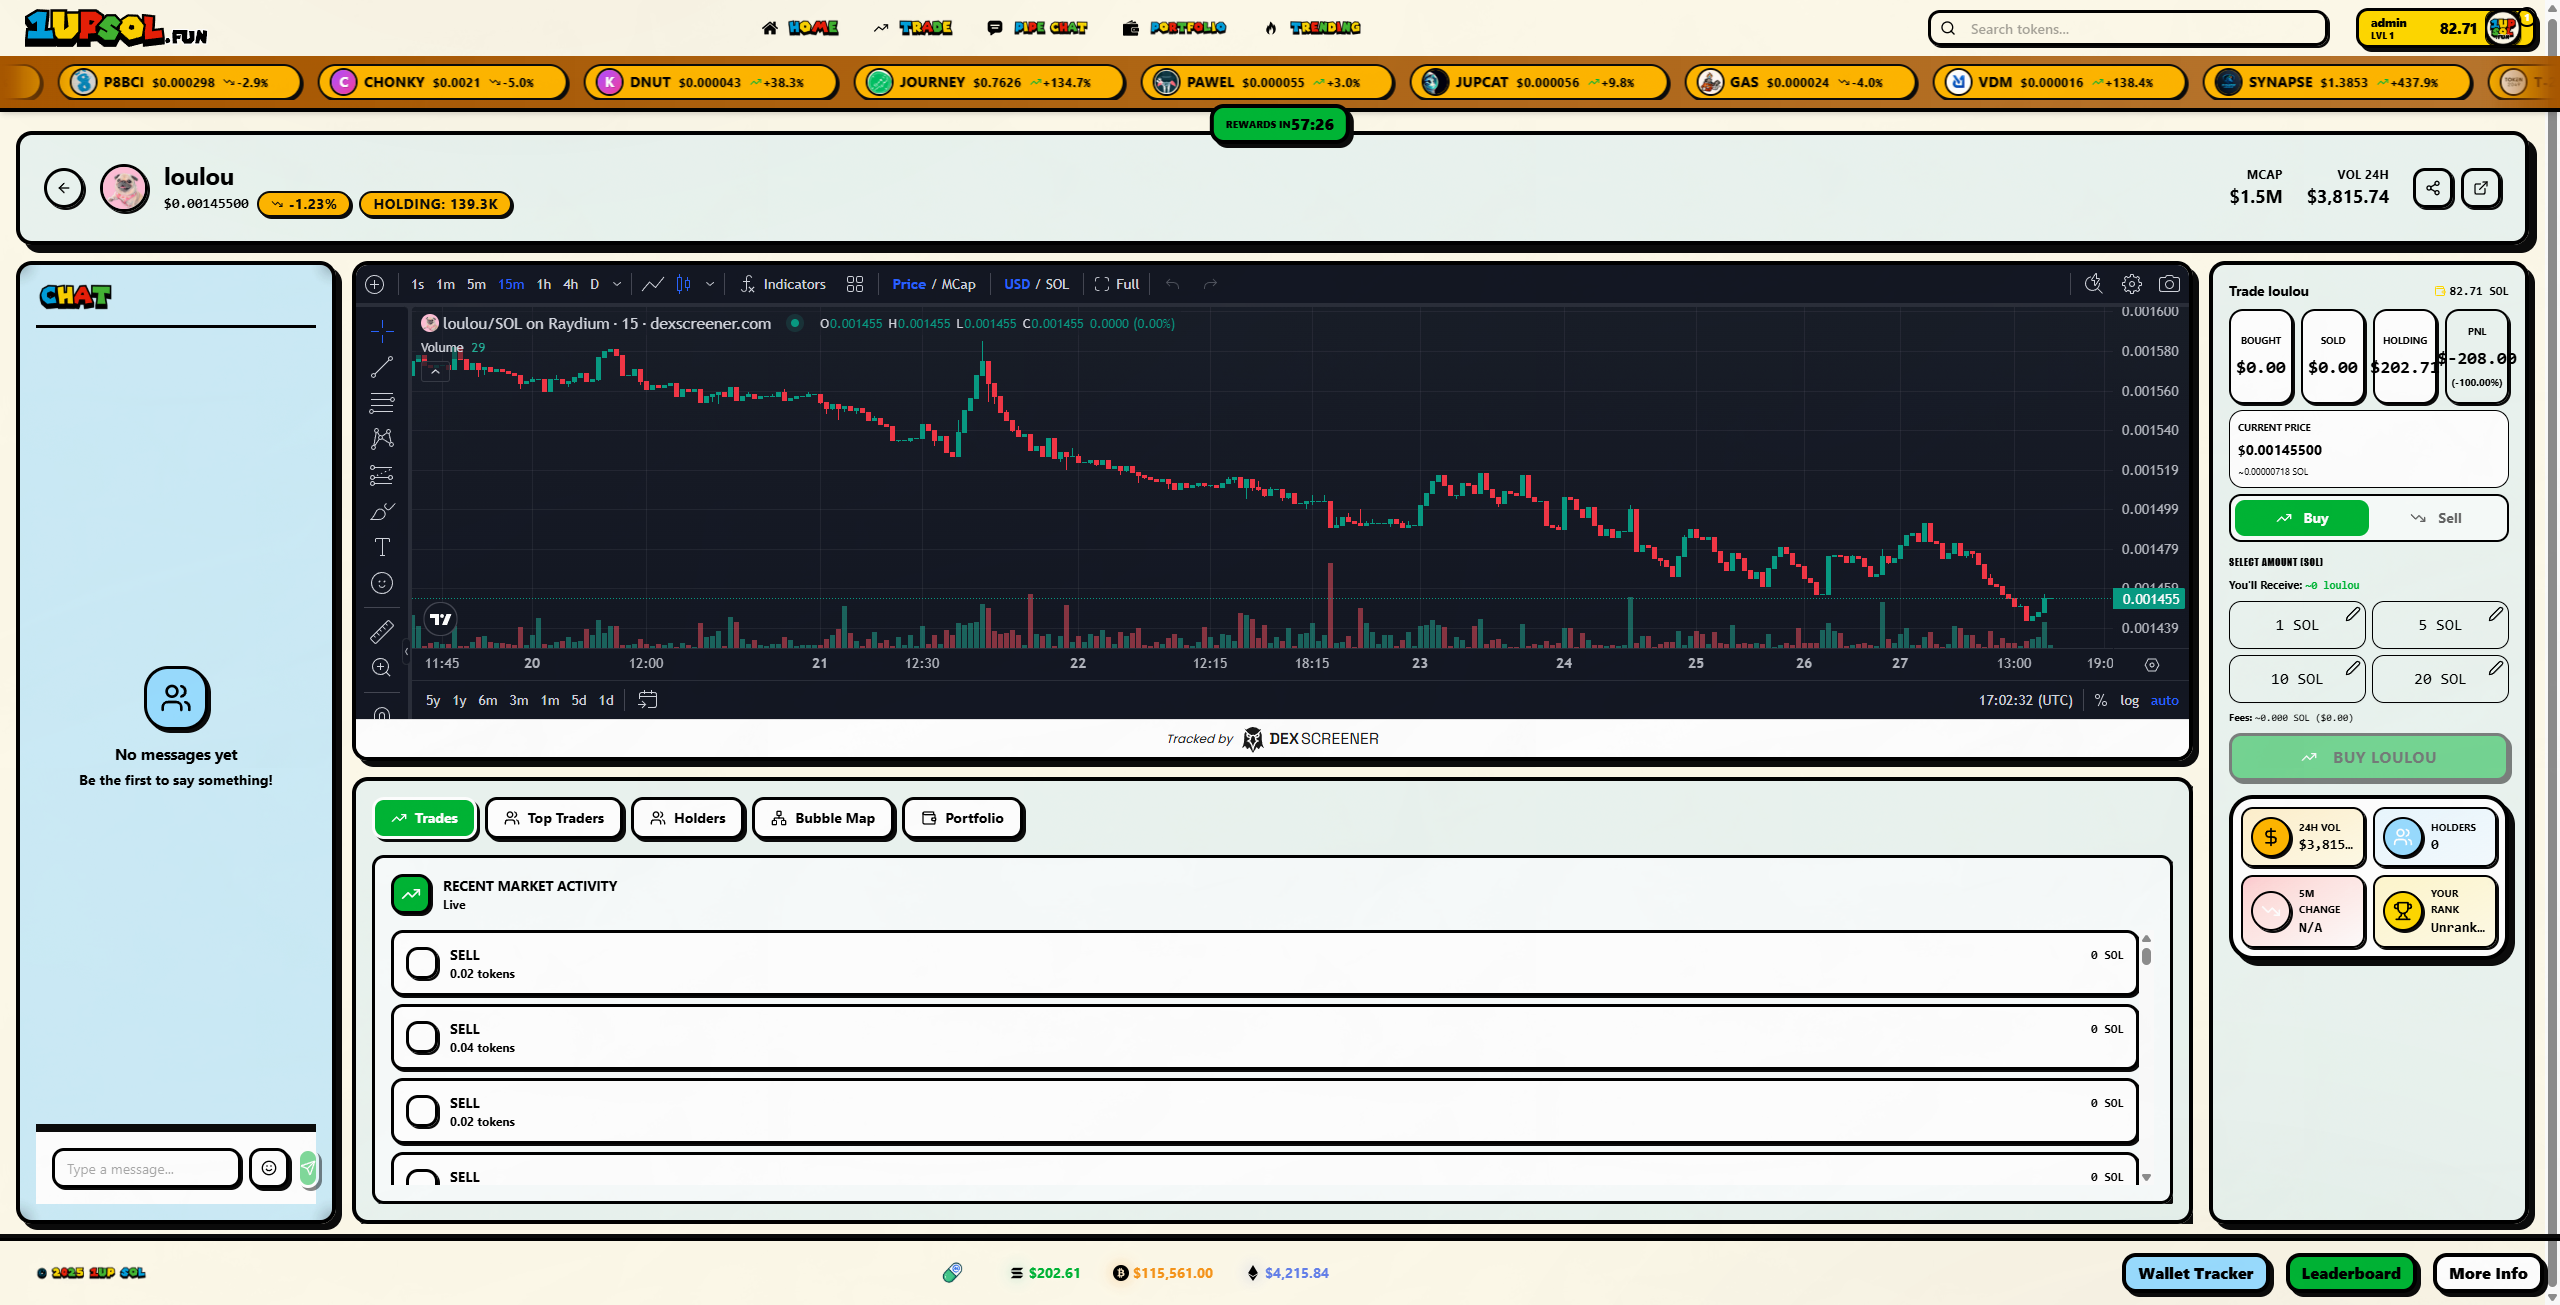 1UPSOL.FUN
HOME
TRADE
PIPE CHAT
PORTFOLIO
TRENDING
Search tokens...
admin
LVL 1
82.71
P8BCI $0.000298 -2.9%
C CHONKY $0.0021 -5.0%
K DNUT $0.000043 +38.3%
JOURNEY $0.7626 +134.7%
PAWEL $0.000055 +3.0%
JUPCAT $0.000056 +9.8%
GAS $0.000024 -4.0%
VDM $0.000016 +138.4%
SYNAPSE $1.3853 +437.9%
REWARDS IN 57:26
loulou
$0.00145500
-1.23%
HOLDING: 139.3K
MCAP
$1.5M
VOL 24H
$3,815.74
CHAT
No messages yet
Be the first to say something!
Type a message...
1s 1m 5m 15m 1h 4h D
Indicators
Price / MCap
USD / SOL
Full
loulou/SOL on Raydium · 15 · dexscreener.com
O0.001455 H0.001455 L0.001455 C0.001455 0.0000 (0.00%)
Volume 29
0.001600
0.001580
0.001560
0.001540
0.001519
0.001499
0.001479
0.001459
0.001455
0.001439
11:45 20 12:00 21 12:30 22 12:15 18:15 23 24 25 26 27 13:00 19:0
5y 1y 6m 3m 1m 5d 1d
17:02:32 (UTC) % log auto
Tracked by DEX SCREENER
Trades
Top Traders
Holders
Bubble Map
Portfolio
RECENT MARKET ACTIVITY
Live
SELL
0.02 tokens
0 SOL
SELL
0.04 tokens
0 SOL
SELL
0.02 tokens
0 SOL
SELL
0 SOL
Trade loulou
82.71 SOL
BOUGHT
$0.00
SOLD
$0.00
HOLDING
$202.71
PNL
$-208.00
(-100.00%)
CURRENT PRICE
$0.00145500
~0.00000718 SOL
Buy
Sell
SELECT AMOUNT (SOL)
You'll Receive: ~0 loulou
1 SOL
5 SOL
10 SOL
20 SOL
Fees: ~0.000 SOL ($0.00)
BUY LOULOU
24H VOL
$3,815...
HOLDERS
0
5M
CHANGE
N/A
YOUR
RANK
Unrank...
© 2025 1UP SOL
$202.61
$115,561.00
$4,215.84
Wallet Tracker
Leaderboard
More Info